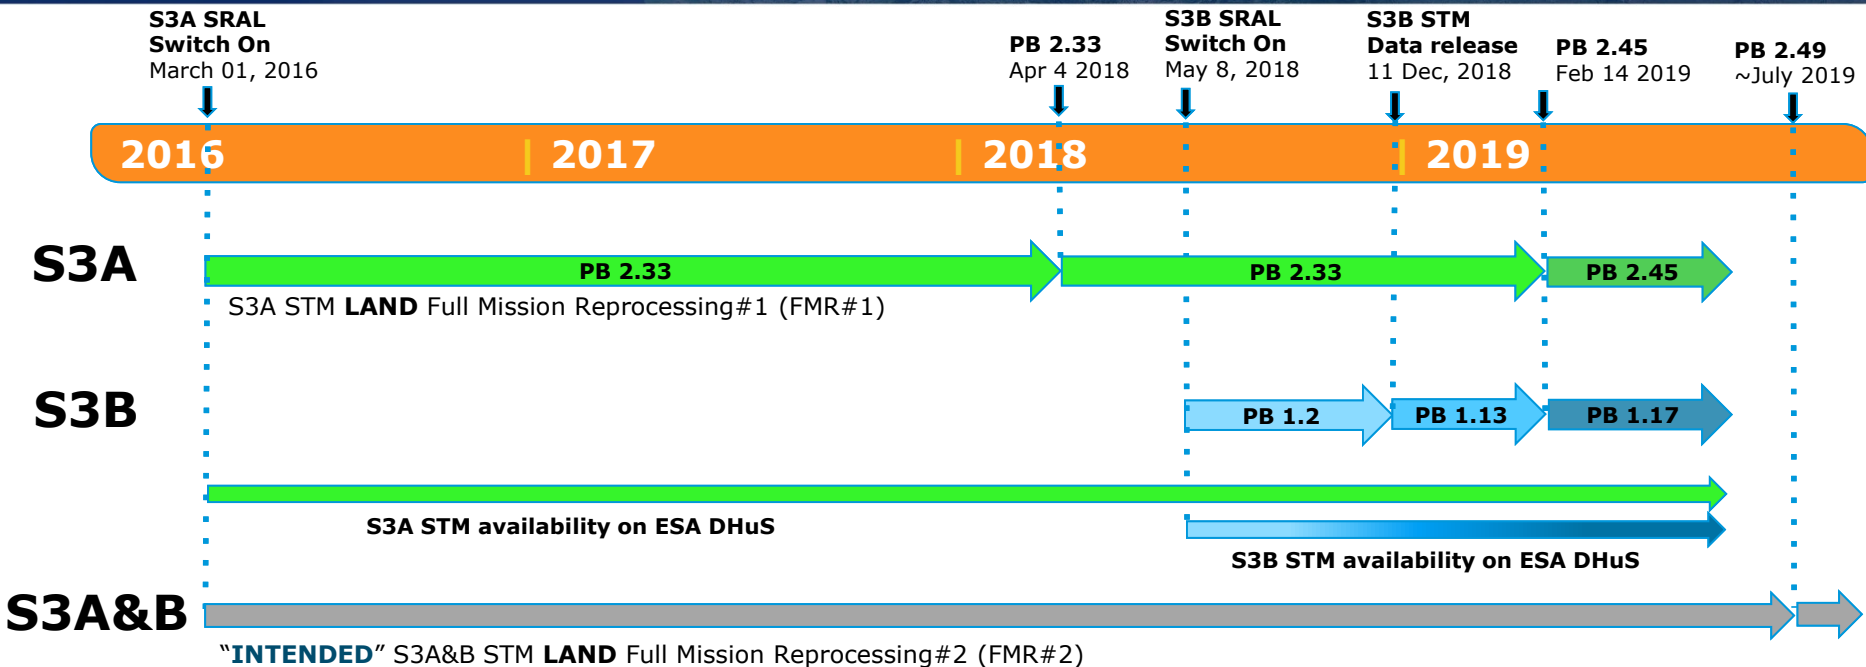 S3A SRAL
Switch On
March 01, 2016
PB 2.33
Apr 4 2018
S3B SRAL
Switch On
May 8, 2018
S3B STM
Data release
11 Dec, 2018
PB 2.45
Feb 14 2019
PB 2.49
~July 2019
2016 | 2017 | 2018 | 2019
S3A
PB 2.33
PB 2.33
PB 2.45
S3A STM LAND Full Mission Reprocessing#1 (FMR#1)
S3B
PB 1.2
PB 1.13
PB 1.17
S3A STM availability on ESA DHuS
S3B STM availability on ESA DHuS
S3A&B
“INTENDED” S3A&B STM LAND Full Mission Reprocessing#2 (FMR#2)